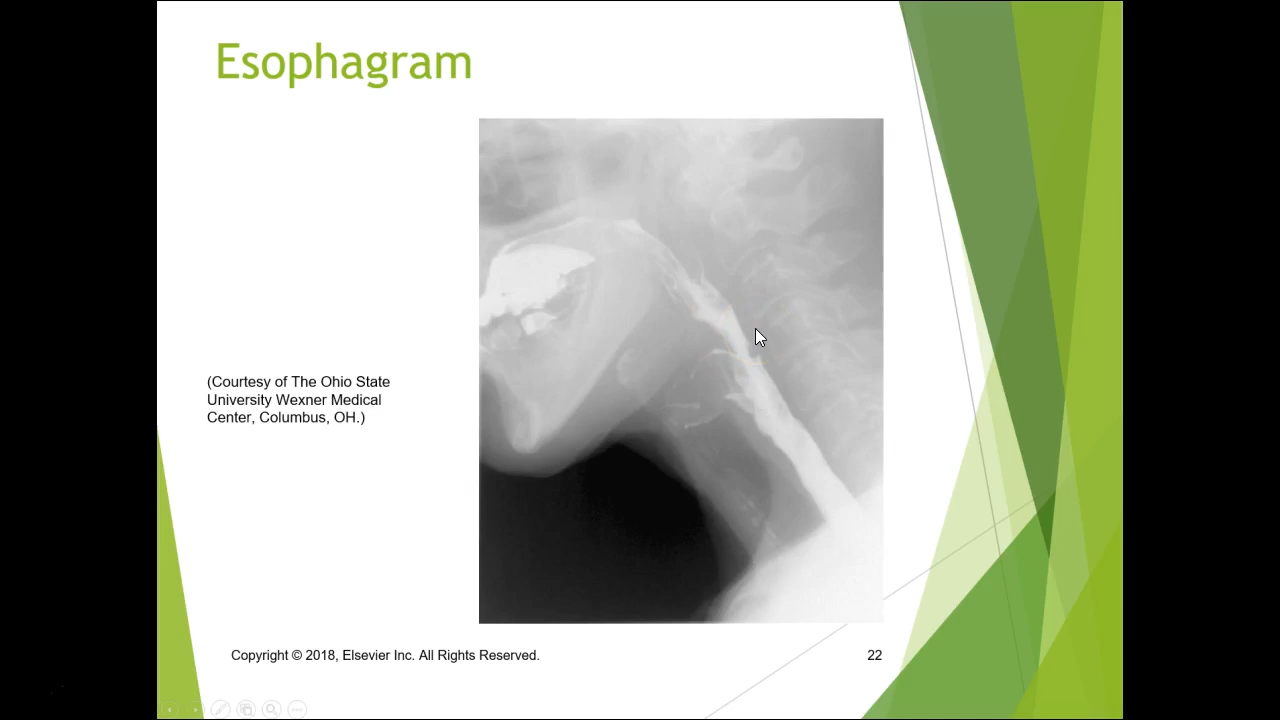 Esophagram
(Courtesy of The Ohio State
University Wexner Medical
Center, Columbus, OH.)
Copyright © 2018, Elsevier Inc. All Rights Reserved.
22